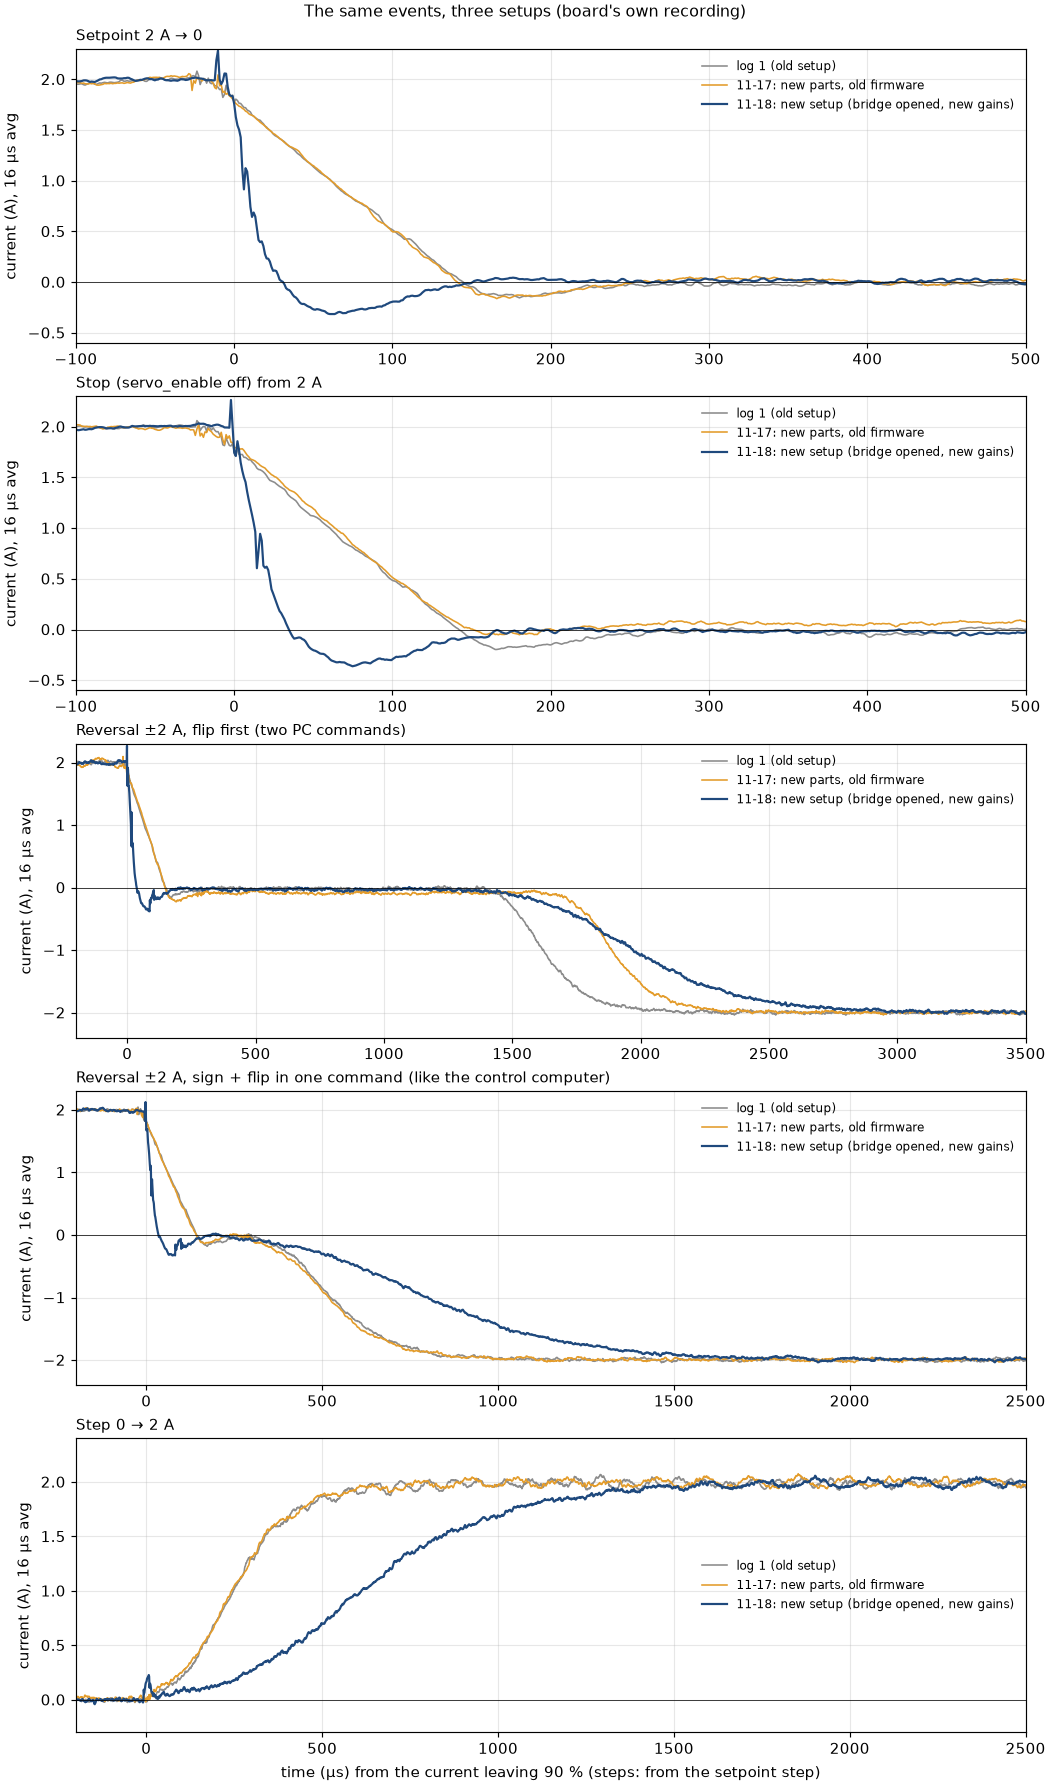 The same events, three setups (board's own recording)
Setpoint 2 A → 0
current (A), 16 µs avg
2.0
1.5
1.0
0.5
0.0
−0.5
log 1 (old setup)
11-17: new parts, old firmware
11-18: new setup (bridge opened, new gains)
−100 0 100 200 300 400 500
Stop (servo_enable off) from 2 A
current (A), 16 µs avg
2.0
1.5
1.0
0.5
0.0
−0.5
log 1 (old setup)
11-17: new parts, old firmware
11-18: new setup (bridge opened, new gains)
−100 0 100 200 300 400 500
Reversal ±2 A, flip first (two PC commands)
current (A), 16 µs avg
2
1
0
−1
−2
log 1 (old setup)
11-17: new parts, old firmware
11-18: new setup (bridge opened, new gains)
0 500 1000 1500 2000 2500 3000 3500
Reversal ±2 A, sign + flip in one command (like the control computer)
current (A), 16 µs avg
2
1
0
−1
−2
log 1 (old setup)
11-17: new parts, old firmware
11-18: new setup (bridge opened, new gains)
0 500 1000 1500 2000 2500
Step 0 → 2 A
current (A), 16 µs avg
2.0
1.5
1.0
0.5
0.0
log 1 (old setup)
11-17: new parts, old firmware
11-18: new setup (bridge opened, new gains)
0 500 1000 1500 2000 2500
time (µs) from the current leaving 90 % (steps: from the setpoint step)